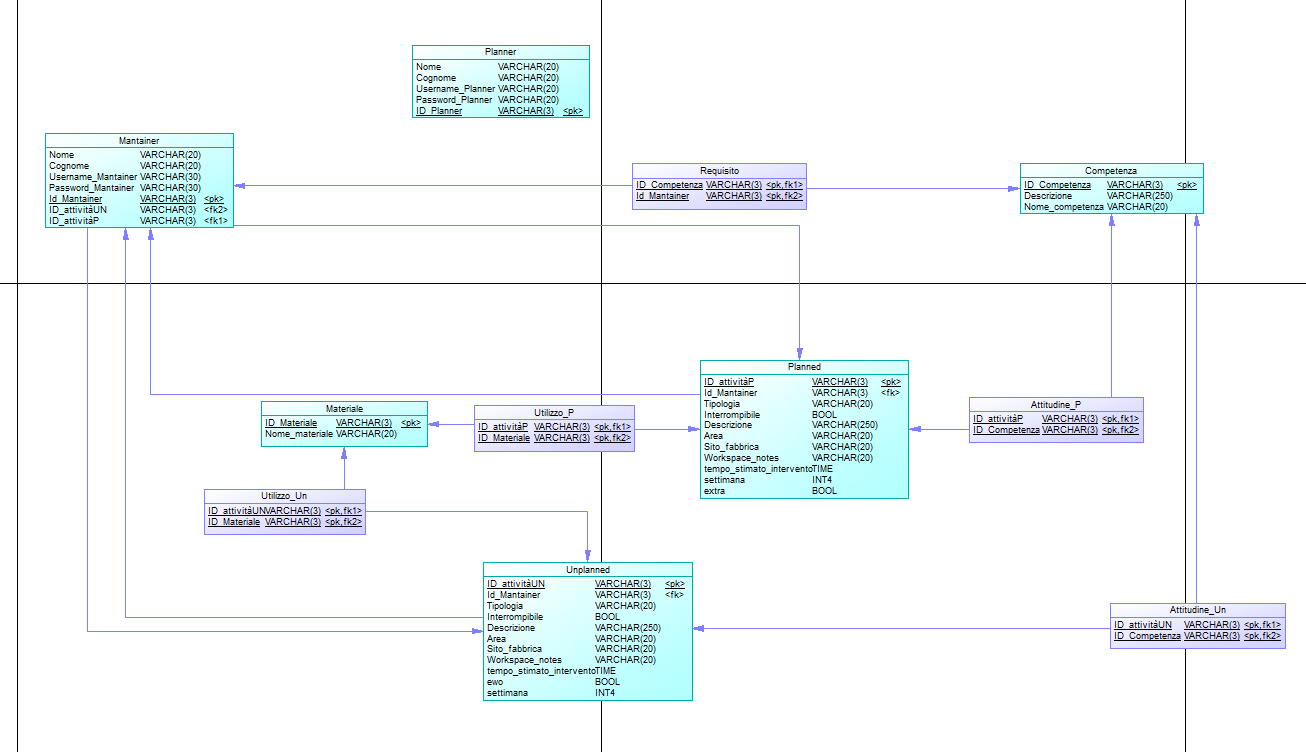 Planner
Nome VARCHAR(20)
Cognome VARCHAR(20)
Username_Planner VARCHAR(20)
Password_Planner VARCHAR(20)
ID_Planner VARCHAR(3) <pk>
Mantainer
Nome VARCHAR(20)
Cognome VARCHAR(20)
Username_Mantainer VARCHAR(30)
Password_Mantainer VARCHAR(30)
Id_Mantainer VARCHAR(3) <pk>
ID_attivitàUN VARCHAR(3) <fk2>
ID_attivitàP VARCHAR(3) <fk1>
Requisito
ID_Competenza VARCHAR(3) <pk,fk1>
Id_Mantainer VARCHAR(3) <pk,fk2>
Competenza
ID_Competenza VARCHAR(3) <pk>
Descrizione VARCHAR(250)
Nome_competenza VARCHAR(20)
Planned
ID_attivitàP VARCHAR(3) <pk>
Id_Mantainer VARCHAR(3) <fk>
Tipologia VARCHAR(20)
Interrompibile BOOL
Descrizione VARCHAR(250)
Area VARCHAR(20)
Sito_fabbrica VARCHAR(20)
Workspace_notes VARCHAR(20)
tempo_stimato_intervento TIME
settimana INT4
extra BOOL
Materiale
ID_Materiale VARCHAR(3) <pk>
Nome_materiale VARCHAR(20)
Utilizzo_P
ID_attivitàP VARCHAR(3) <pk,fk1>
ID_Materiale VARCHAR(3) <pk,fk2>
Attitudine_P
ID_attivitàP VARCHAR(3) <pk,fk1>
ID_Competenza VARCHAR(3) <pk,fk2>
Utilizzo_Un
ID_attivitàUN VARCHAR(3) <pk,fk1>
ID_Materiale VARCHAR(3) <pk,fk2>
Unplanned
ID_attivitàUN VARCHAR(3) <pk>
Id_Mantainer VARCHAR(3) <fk>
Tipologia VARCHAR(20)
Interrompibile BOOL
Descrizione VARCHAR(250)
Area VARCHAR(20)
Sito_fabbrica VARCHAR(20)
Workspace_notes VARCHAR(20)
tempo_stimato_intervento TIME
ewo BOOL
settimana INT4
Attitudine_Un
ID_attivitàUN VARCHAR(3) <pk,fk1>
ID_Competenza VARCHAR(3) <pk,fk2>